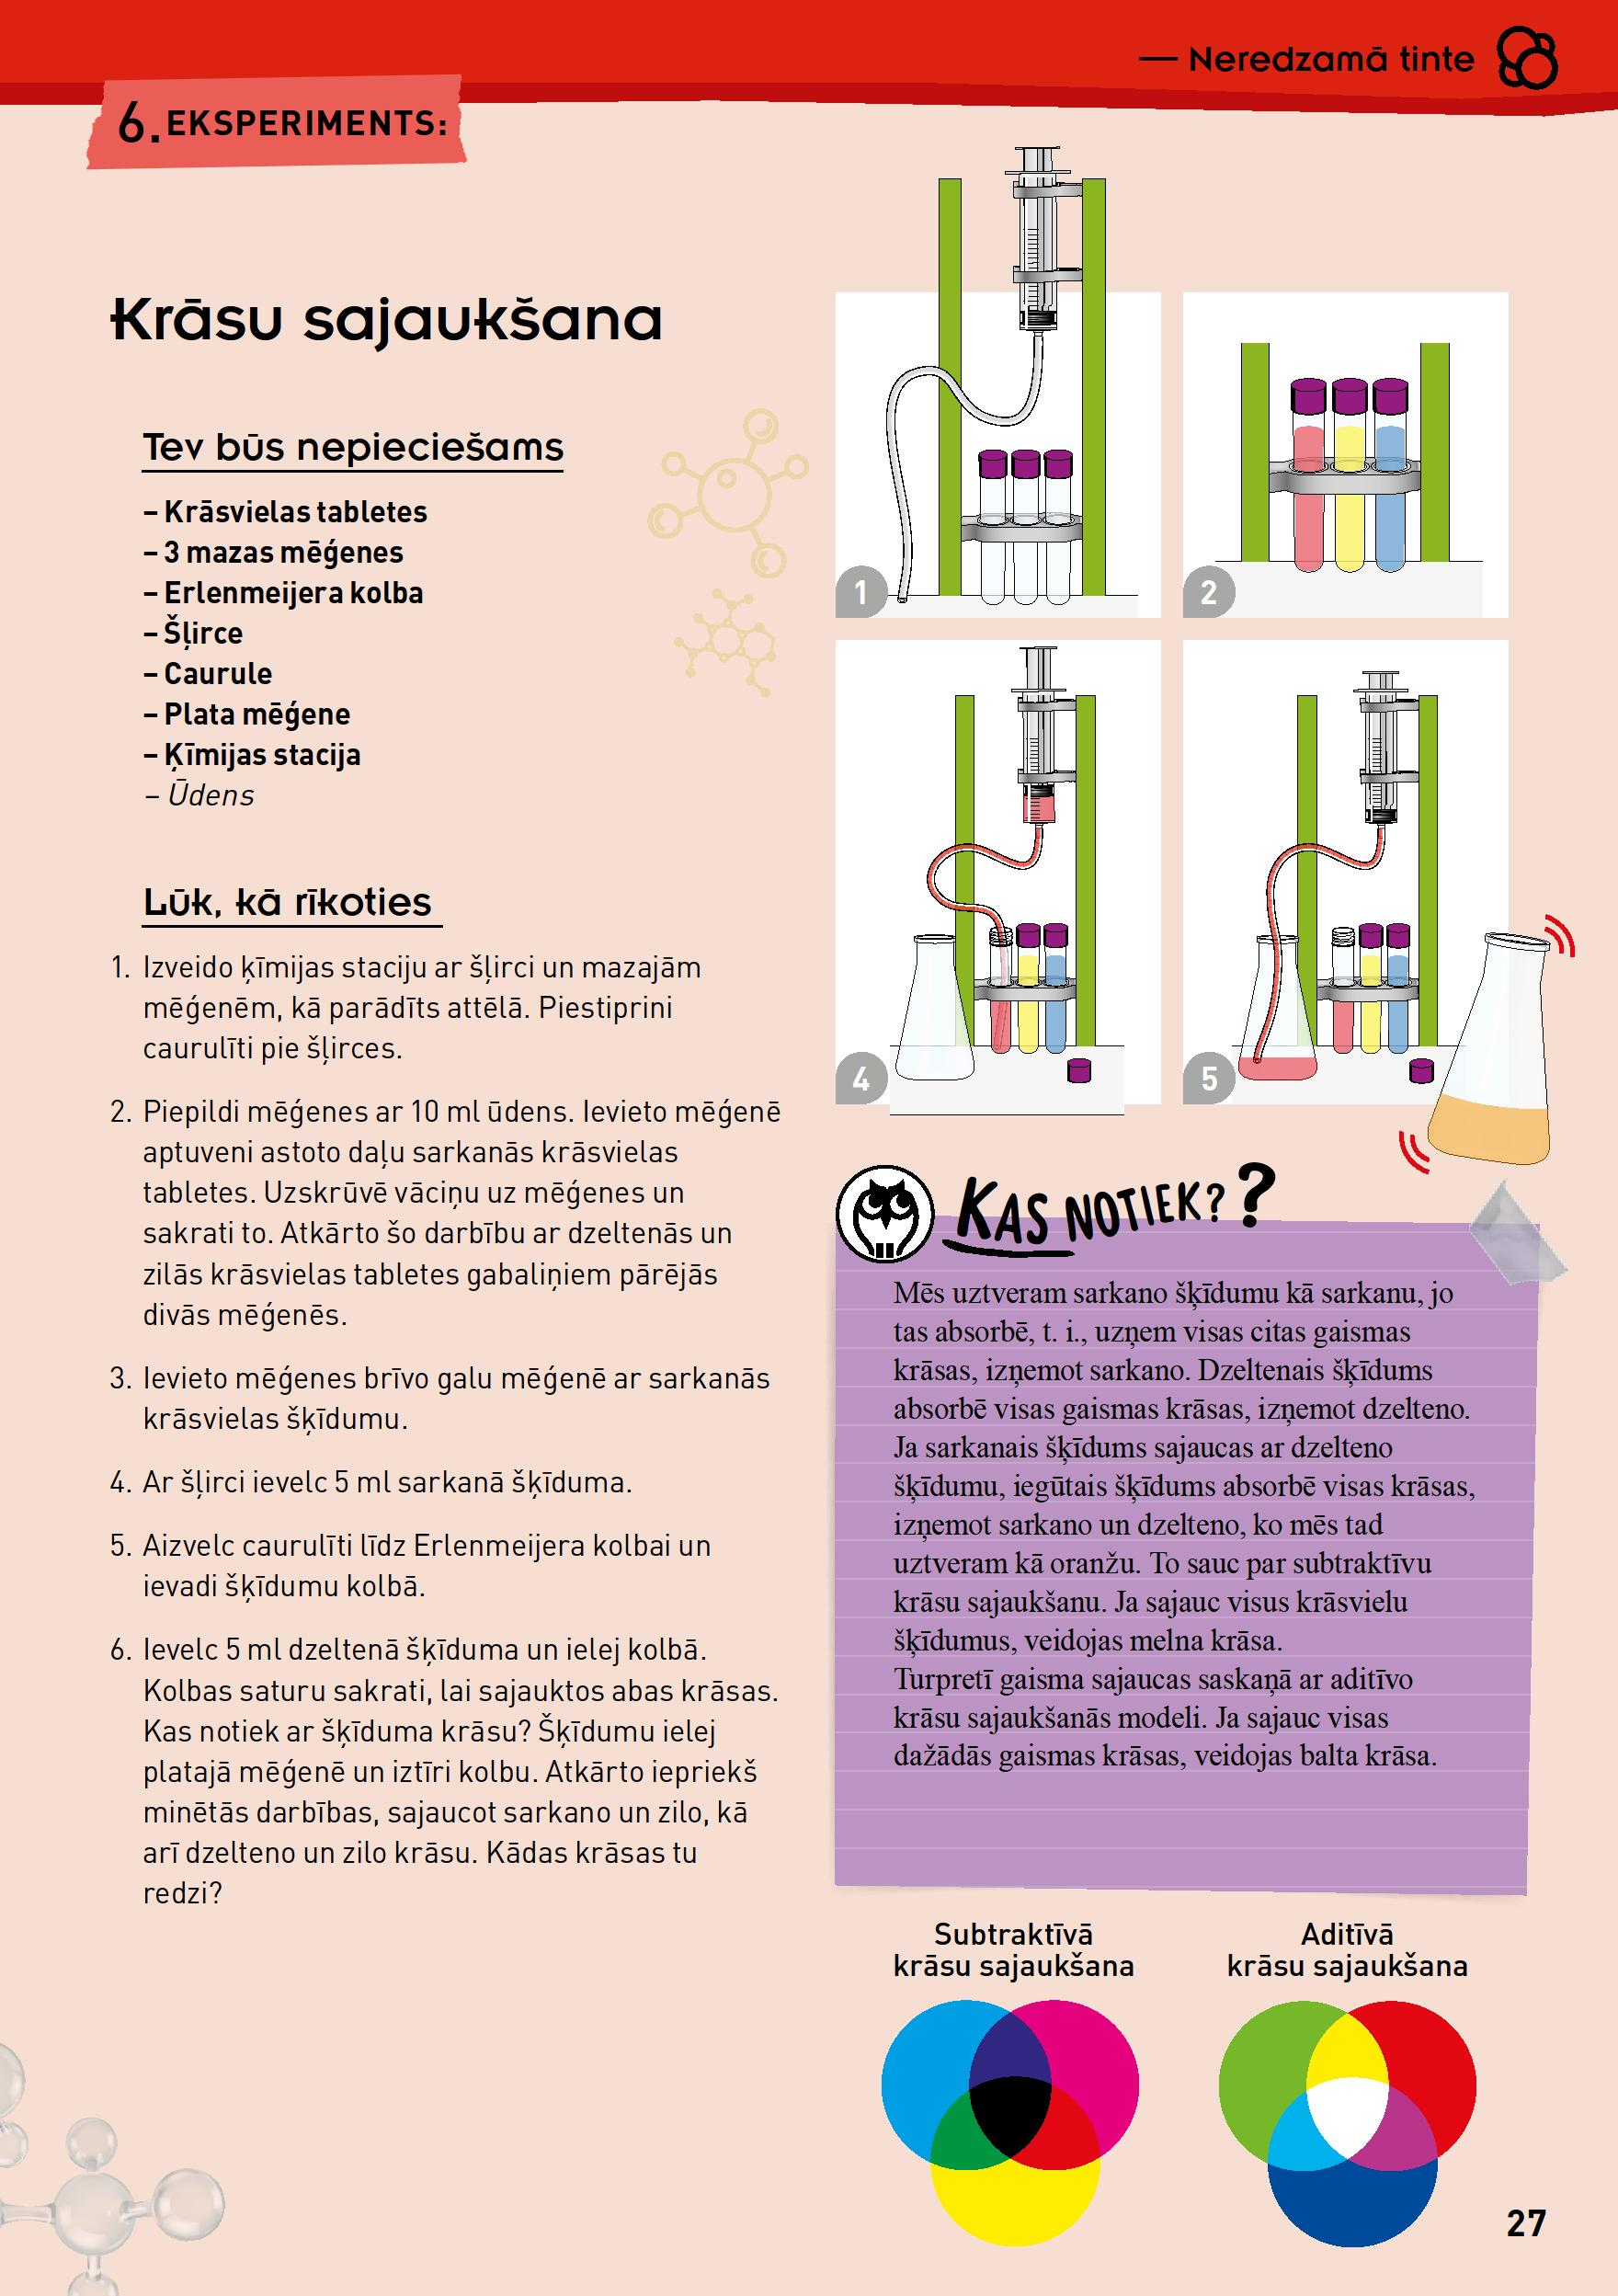 — Neredzamā tinte
6. EKSPERIMENTS:
Krāsu sajaukšana
Tev būs nepieciešams
– Krāsvielas tabletes
– 3 mazas mēģenes
– Erlenmeijera kolba
– Šļirce
– Caurule
– Plata mēģene
– Ķīmijas stacija
– Ūdens
Lūk, kā rīkoties
1. Izveido ķīmijas staciju ar šļirci un mazajām
mēģenēm, kā parādīts attēlā. Piestiprini
caurulīti pie šļirces.
2. Piepildi mēģenes ar 10 ml ūdens. Ievieto mēģenē
aptuveni astoto daļu sarkanās krāsvielas
tabletes. Uzskrūvē vāciņu uz mēģenes un
sakrati to. Atkārto šo darbību ar dzeltenās un
zilās krāsvielas tabletes gabaliņiem pārējās
divās mēģenēs.
3. Ievieto mēģenes brīvo galu mēģenē ar sarkanās
krāsvielas šķīdumu.
4. Ar šļirci ievelc 5 ml sarkanā šķīduma.
5. Aizvelc caurulīti līdz Erlenmeijera kolbai un
ievadi šķīdumu kolbā.
6. Ievelc 5 ml dzeltenā šķīduma un ielej kolbā.
Kolbas saturu sakrati, lai sajauktos abas krāsas.
Kas notiek ar šķīduma krāsu? Šķīdumu ielej
platajā mēģenē un iztīri kolbu. Atkārto iepriekš
minētās darbības, sajaucot sarkano un zilo, kā
arī dzelteno un zilo krāsu. Kādas krāsas tu
redzi?
1
2
4
5
KAS NOTIEK? ?
Mēs uztveram sarkano šķīdumu kā sarkanu, jo
tas absorbē, t. i., uzņem visas citas gaismas
krāsas, izņemot sarkano. Dzeltenais šķīdums
absorbē visas gaismas krāsas, izņemot dzelteno.
Ja sarkanais šķīdums sajaucas ar dzelteno
šķīdumu, iegūtais šķīdums absorbē visas krāsas,
izņemot sarkano un dzelteno, ko mēs tad
uztveram kā oranžu. To sauc par subtraktīvu
krāsu sajaukšanu. Ja sajauc visus krāsvielu
šķīdumus, veidojas melna krāsa.
Turpretī gaisma sajaucas saskaņā ar aditīvo
krāsu sajaukšanās modeli. Ja sajauc visas
dažādās gaismas krāsas, veidojas balta krāsa.
Subtraktīvā
krāsu sajaukšana
Aditīvā
krāsu sajaukšana
27